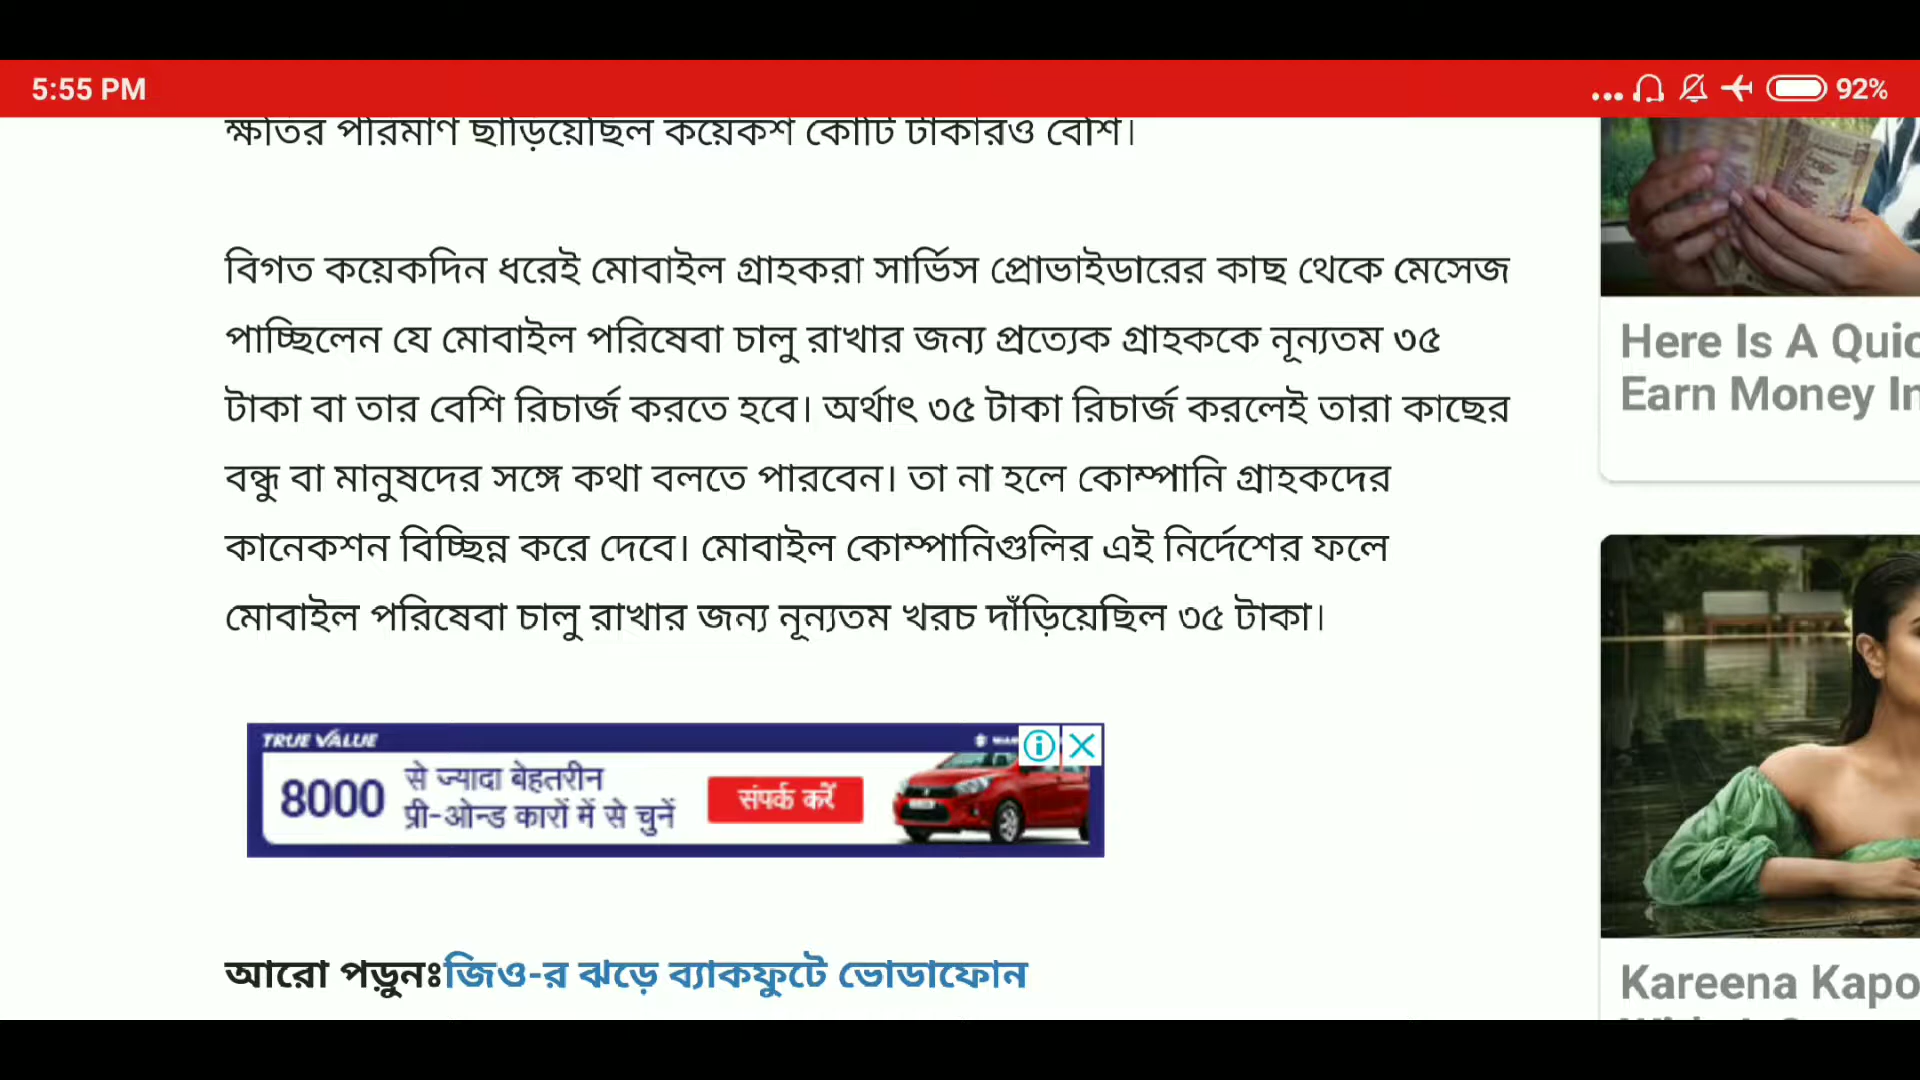 5:55 PM
92%
ক্ষতির পরিমাণ ছাড়িয়েছিল কয়েকশ কোটি টাকারও বেশি।
বিগত কয়েকদিন ধরেই মোবাইল গ্রাহকরা সার্ভিস প্রোভাইডারের কাছ থেকে মেসেজ
পাচ্ছিলেন যে মোবাইল পরিষেবা চালু রাখার জন্য প্রত্যেক গ্রাহককে নূন্যতম ৩৫
টাকা বা তার বেশি রিচার্জ করতে হবে। অর্থাৎ ৩৫ টাকা রিচার্জ করলেই তারা কাছের
বন্ধু বা মানুষদের সঙ্গে কথা বলতে পারবেন। তা না হলে কোম্পানি গ্রাহকদের
কানেকশন বিচ্ছিন্ন করে দেবে। মোবাইল কোম্পানিগুলির এই নির্দেশের ফলে
মোবাইল পরিষেবা চালু রাখার জন্য নূন্যতম খরচ দাঁড়িয়েছিল ৩৫ টাকা।
TRUE VALUE
8000 से ज्यादा बेहतरीन
प्री-ओन्ड कारों में से चुनें
संपर्क करें
আরো পড়ুনঃজিও-র ঝড়ে ব্যাকফুটে ভোডাফোন
Here Is A Quic
Earn Money In
Kareena Kapo